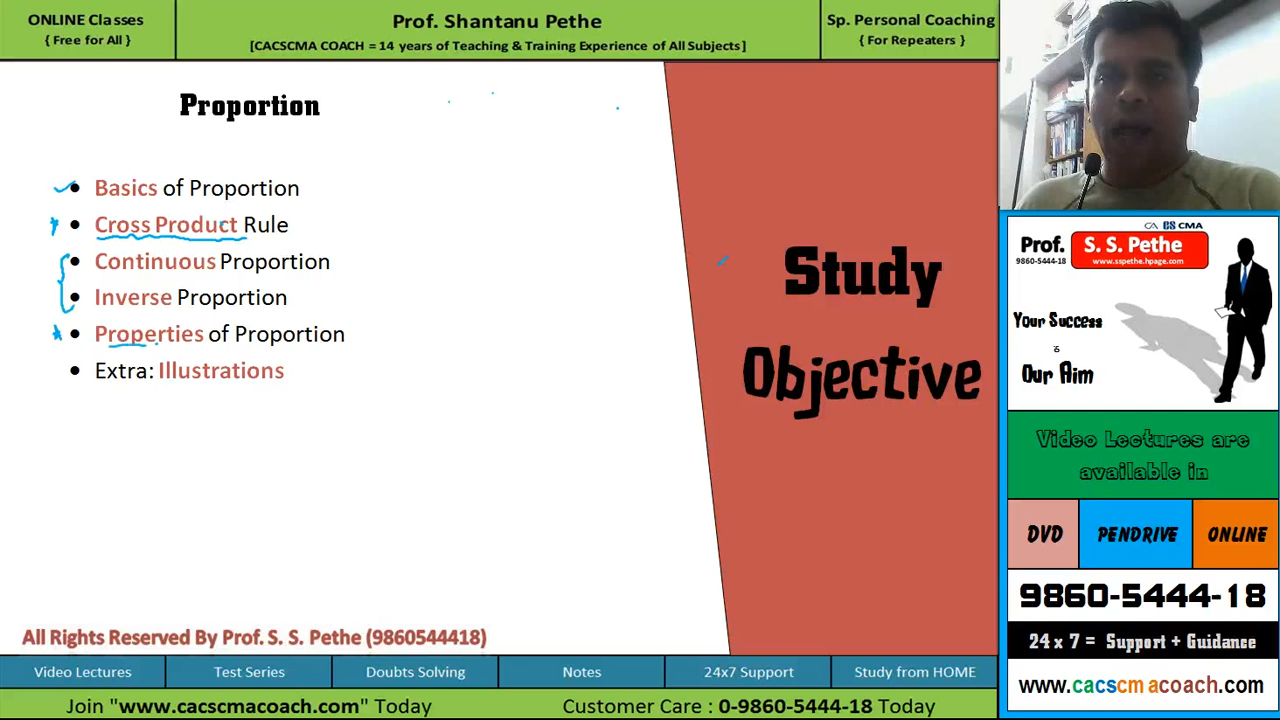 ONLINE Classes
{ Free for All }
Prof. Shantanu Pethe
[CACSCMA COACH = 14 years of Teaching & Training Experience of All Subjects]
Sp. Personal Coaching
{ For Repeaters }
Proportion
• Basics of Proportion
• Cross Product Rule
• Continuous Proportion
• Inverse Proportion
• Properties of Proportion
• Extra: Illustrations
Study
Objective
CA CS CMA
Prof. S. S. Pethe
9860-5444-18 www.sspethe.hpage.com
Your Success
is
Our Aim
Video Lectures are
available in
DVD PENDRIVE ONLINE
9860-5444-18
24 x 7 = Support + Guidance
www.cacscmacoach.com
All Rights Reserved By Prof. S. S. Pethe (9860544418)
Video Lectures Test Series Doubts Solving Notes 24x7 Support Study from HOME
Join "www.cacscmacoach.com" Today Customer Care : 0-9860-5444-18 Today